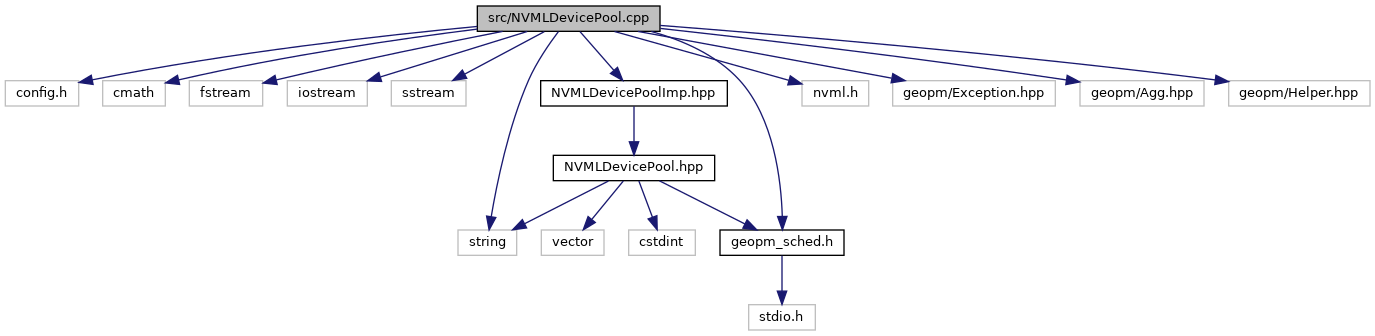 src/NVMLDevicePool.cpp
config.h
cmath
fstream
iostream
sstream
NVMLDevicePoolImp.hpp
nvml.h
geopm/Exception.hpp
geopm/Agg.hpp
geopm/Helper.hpp
NVMLDevicePool.hpp
string
vector
cstdint
geopm_sched.h
stdio.h